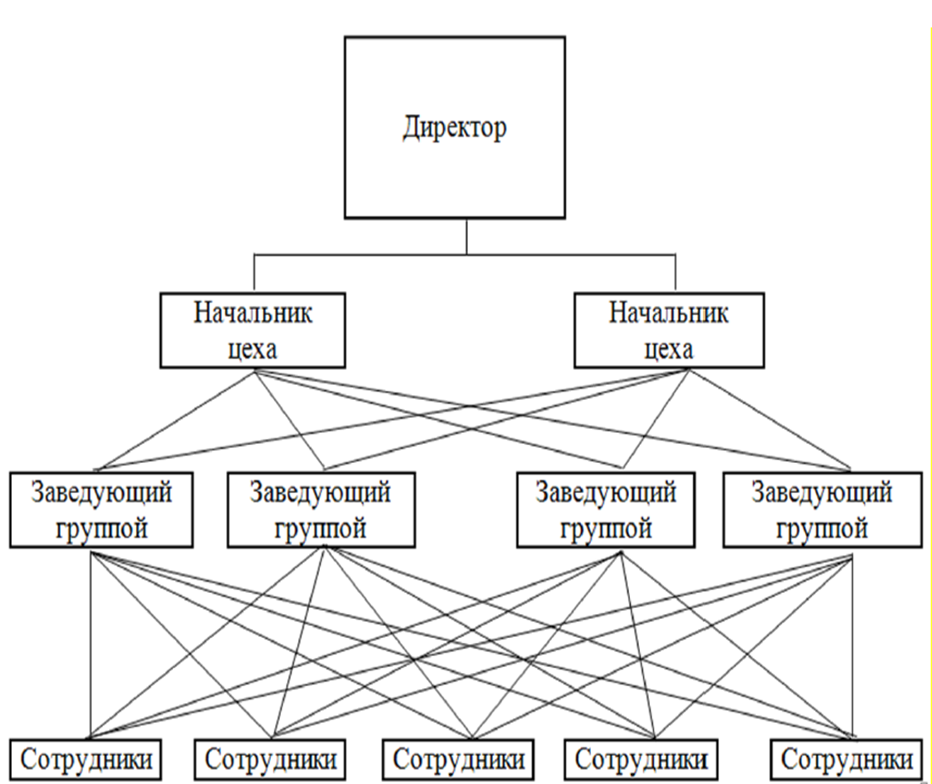 Директор
Начальник
цеха
Начальник
цеха
Заведующий
группой
Заведующий
группой
Заведующий
группой
Заведующий
группой
Сотрудники
Сотрудники
Сотрудники
Сотрудники
Сотрудники